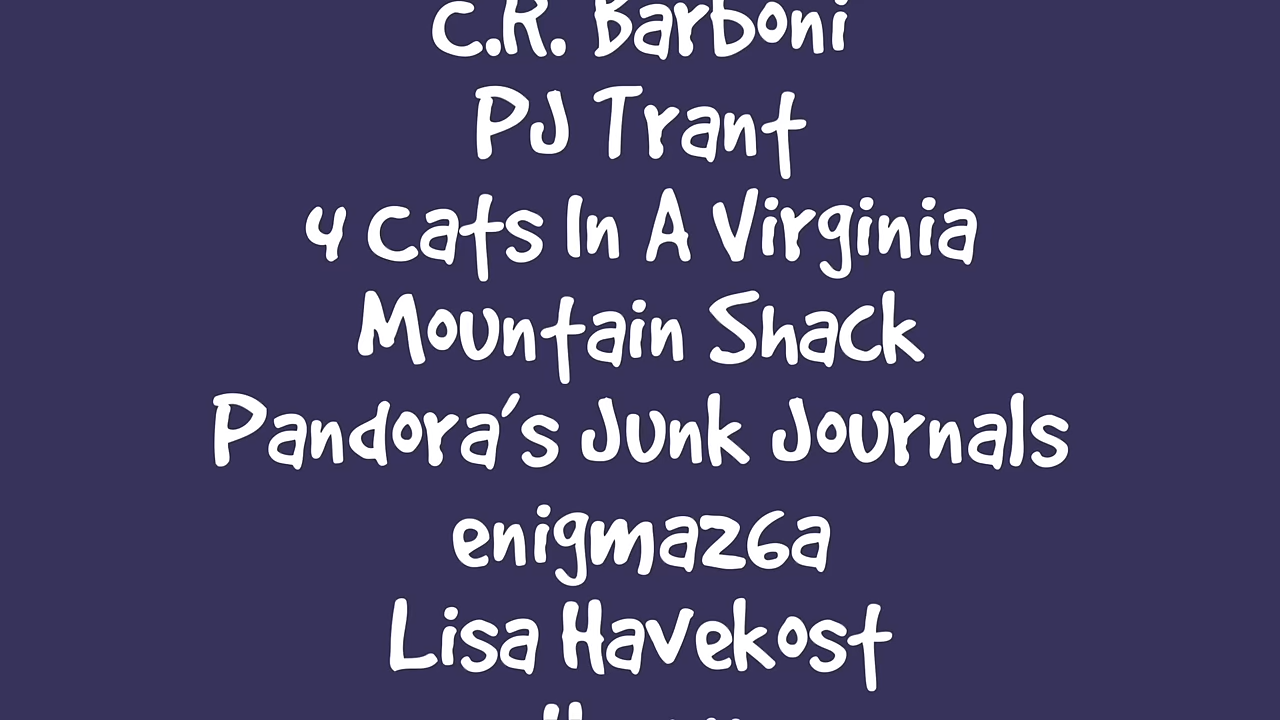 C.R. Barboni
PJ Trant
4 Cats In A Virginia
Mountain Shack
Pandora's Junk Journals
enigma26a
Lisa Havekost